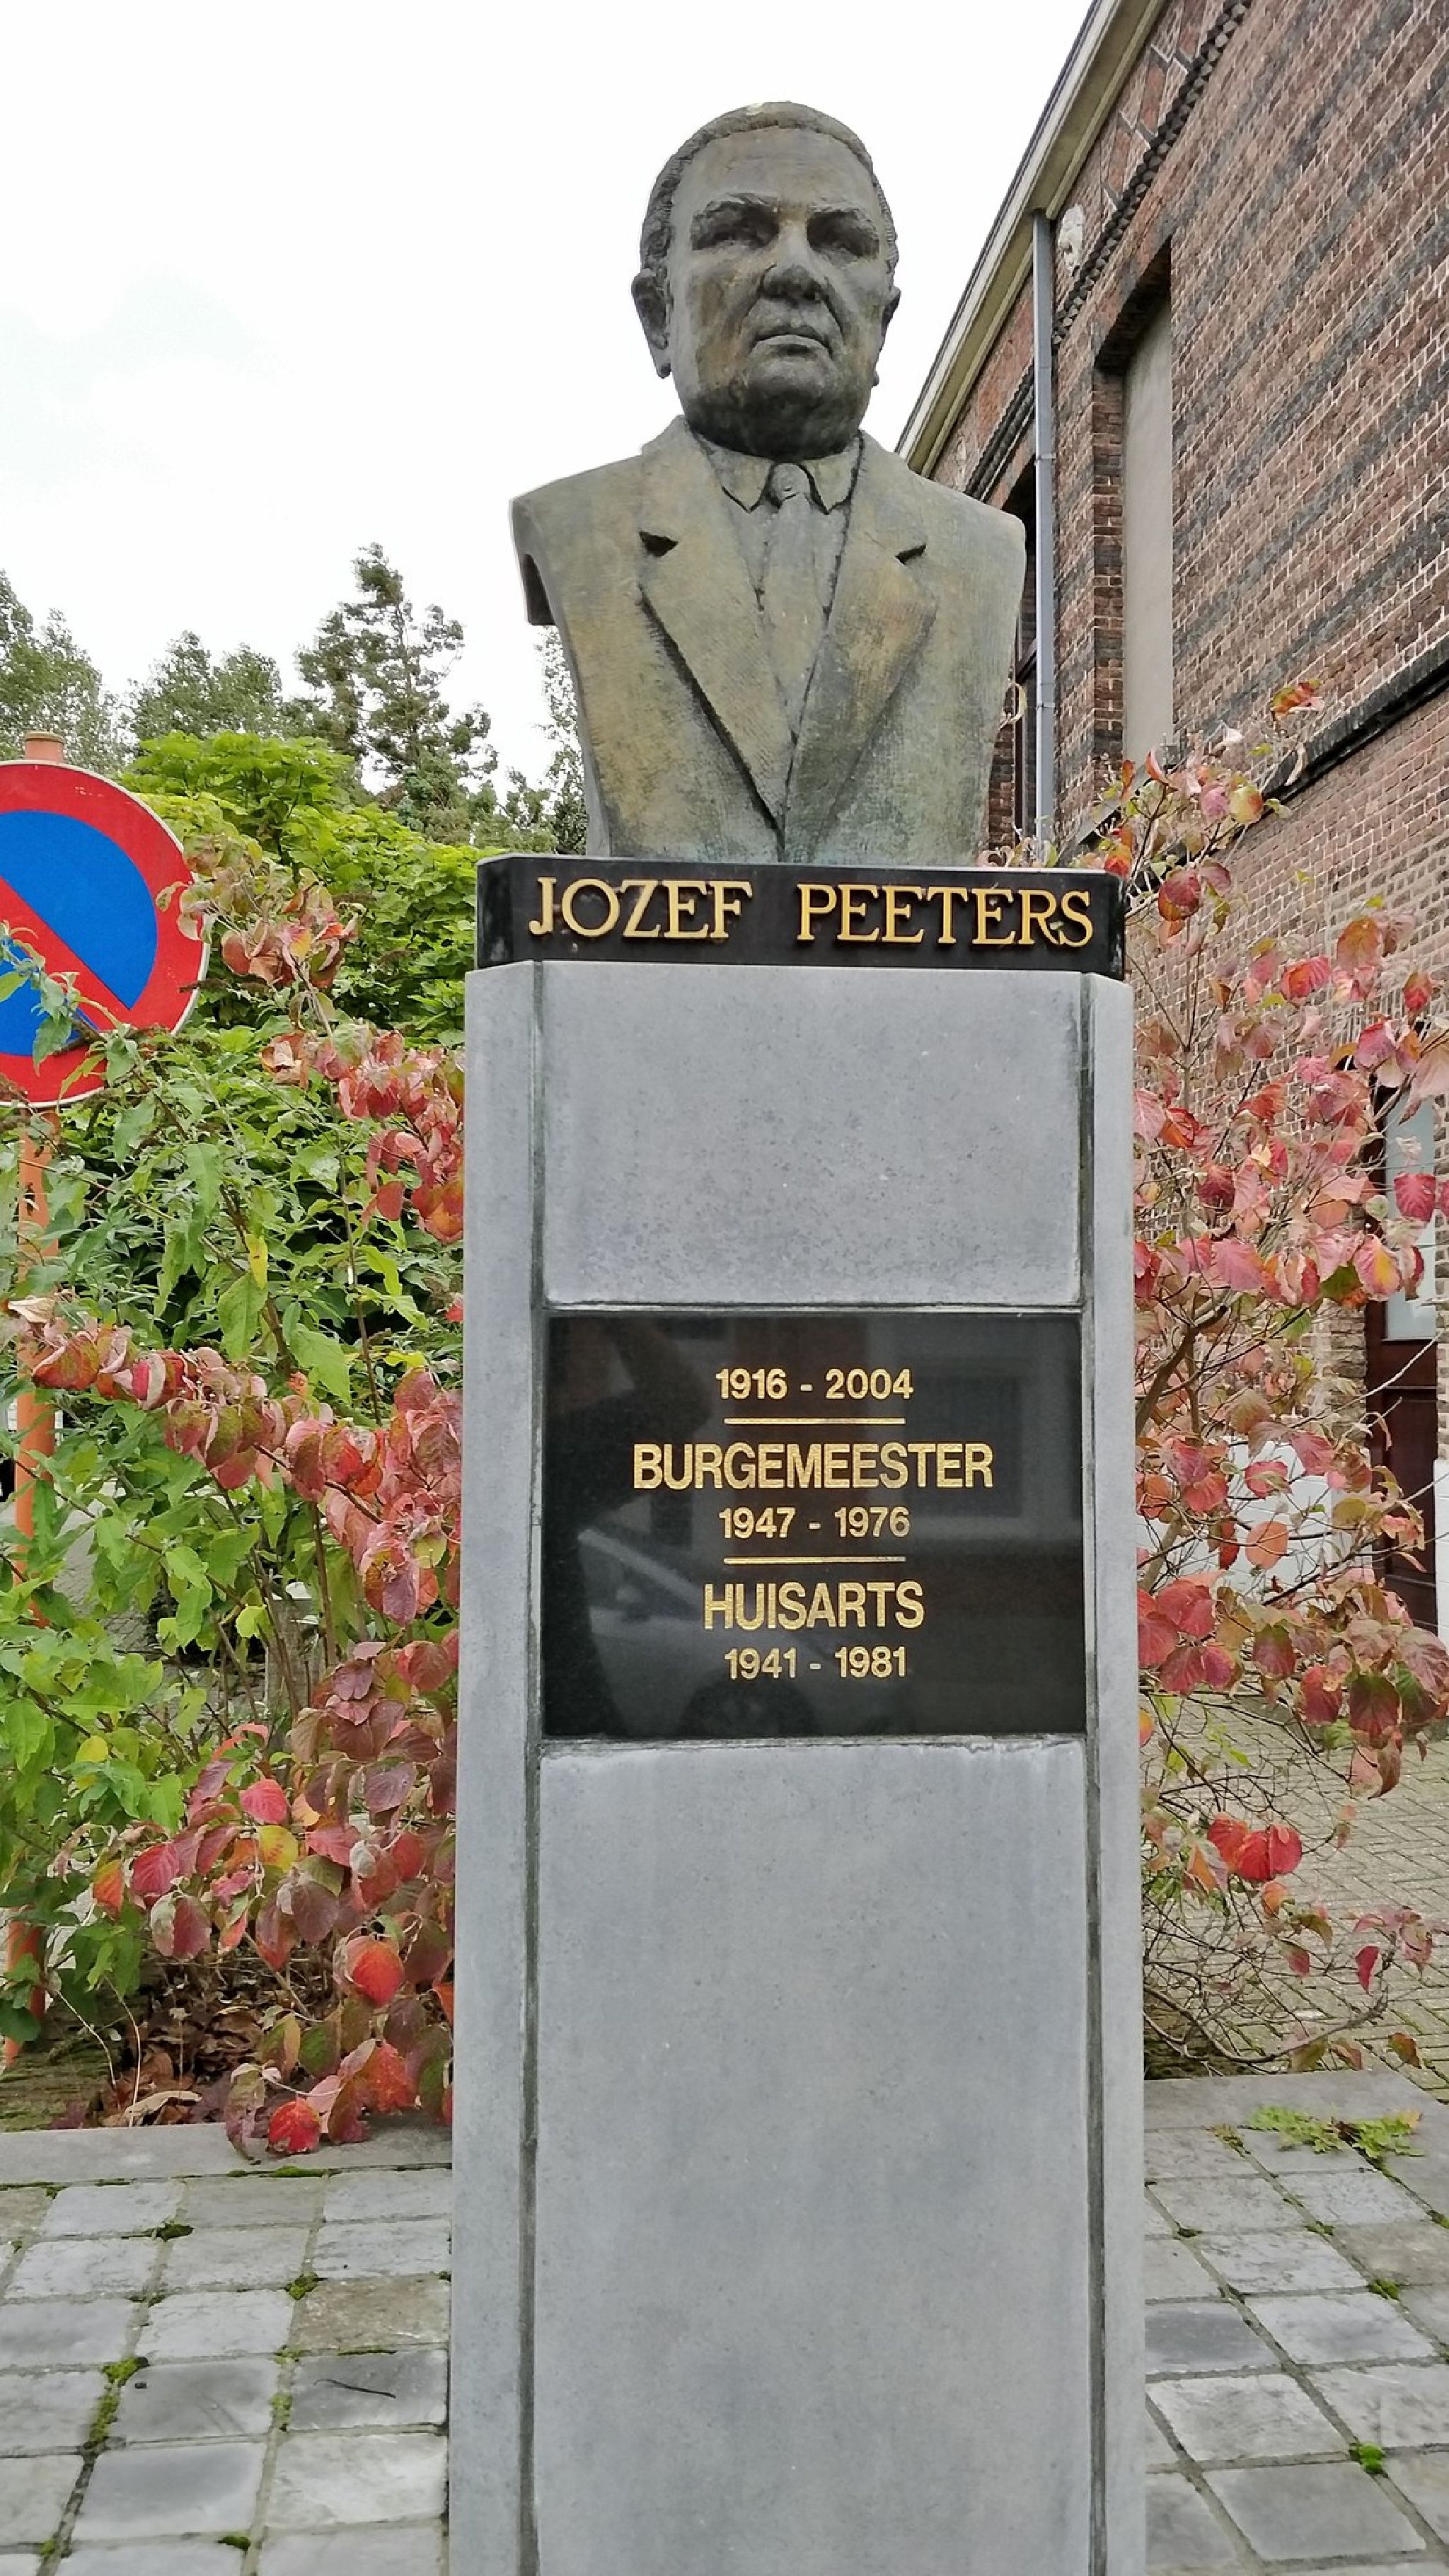 JOZEF PEETERS
1916 - 2004
BURGEMEESTER
1947 - 1976
HUISARTS
1941 - 1981